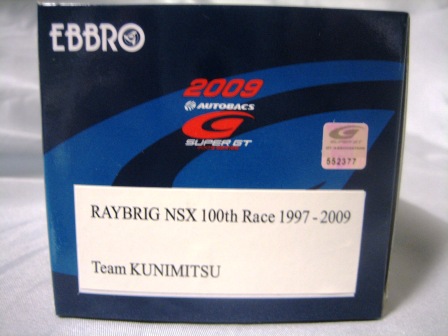 EBBRO
2009
AUTOBACS
SUPER GT
552377
RAYBRIG NSX 100th Race 1997 - 2009
Team KUNIMITSU